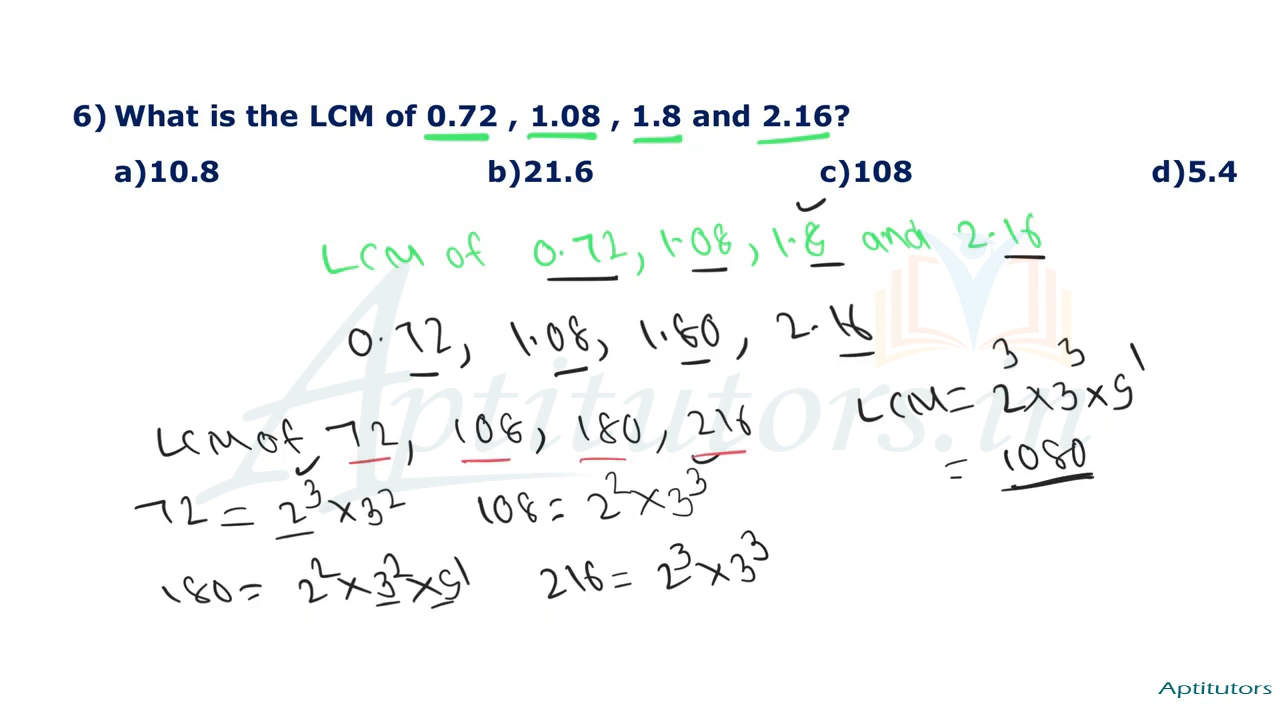 6) What is the LCM of 0.72 , 1.08 , 1.8 and 2.16?
a)10.8 b)21.6 c)108 d)5.4
LCM of 0.72, 1.08, 1.8 and 2.16
0.72, 1.08, 1.80, 2.16
LCM of 72, 108, 180, 216
72 = 2³ × 3² 108 = 2² × 3³
180 = 2² × 3² × 5¹ 216 = 2³ × 3³
LCM = 2³ × 3³ × 5¹
= 1080
Aptitutors.in
Aptitutors